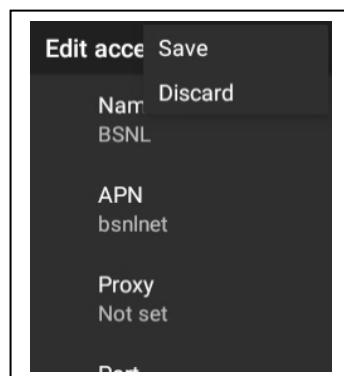 Edit acce
Save
Discard
Nam
BSNL
APN
bsnlnet
Proxy
Not set